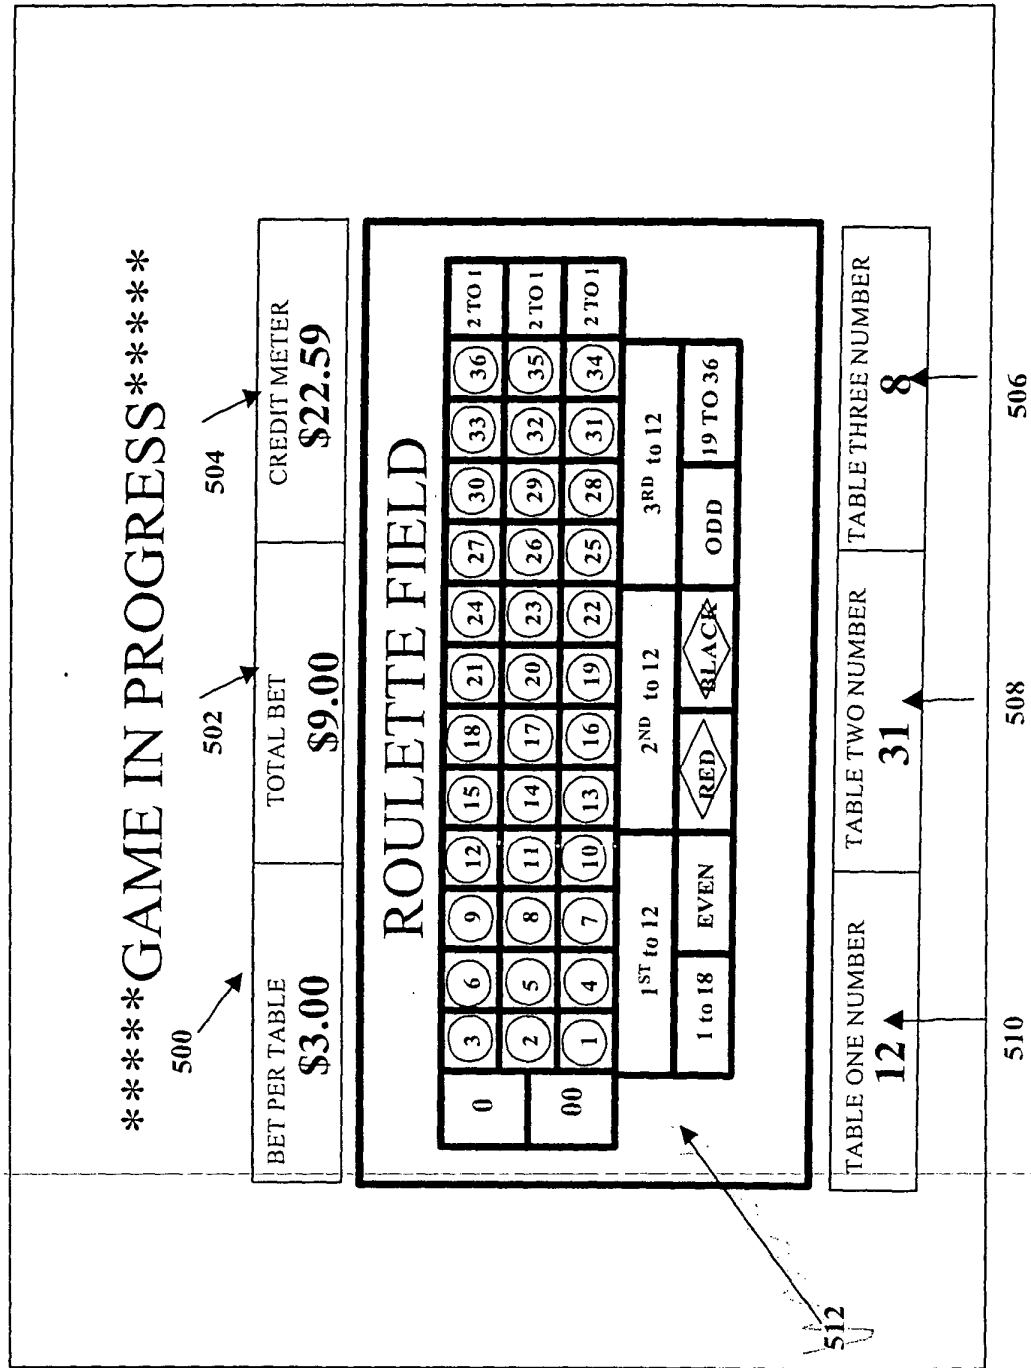 *****GAME IN PROGRESS******
500
502
504
BET PER TABLE
$3.00
TOTAL BET
$9.00
CREDIT METER
$22.59
ROULETTE FIELD
0
00
3 6 9 12 15 18 21 24 27 30 33 36 2 TO 1
2 5 8 11 14 17 20 23 26 29 32 35 2 TO 1
1 4 7 10 13 16 19 22 25 28 31 34 2 TO 1
1ST to 12 2ND to 12 3RD to 12
1 to 18 EVEN RED BLACK ODD 19 TO 36
TABLE ONE NUMBER
12
TABLE TWO NUMBER
31
TABLE THREE NUMBER
8
512
510
508
506